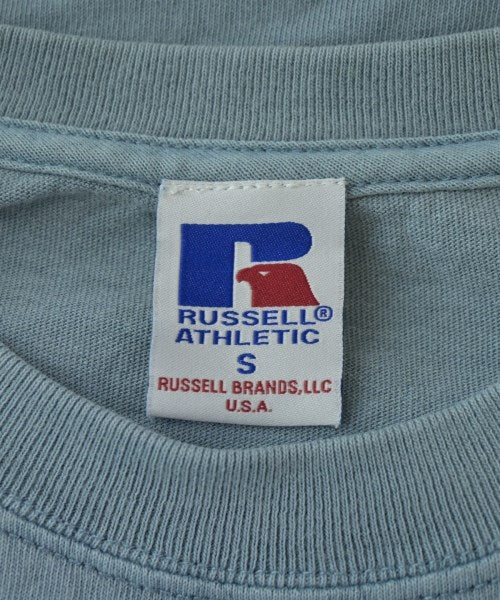 RUSSELL®
ATHLETIC
S
RUSSELL BRANDS,LLC
U.S.A.